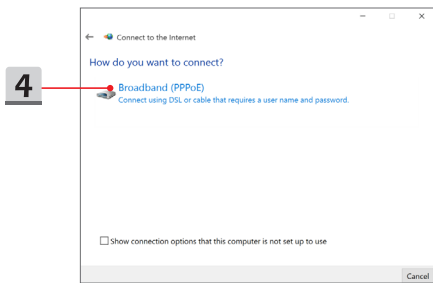 Connect to the Internet
How do you want to connect?
4
Broadband (PPPoE)
Connect using DSL or cable that requires a user name and password.
Show connection options that this computer is not set up to use
Cancel